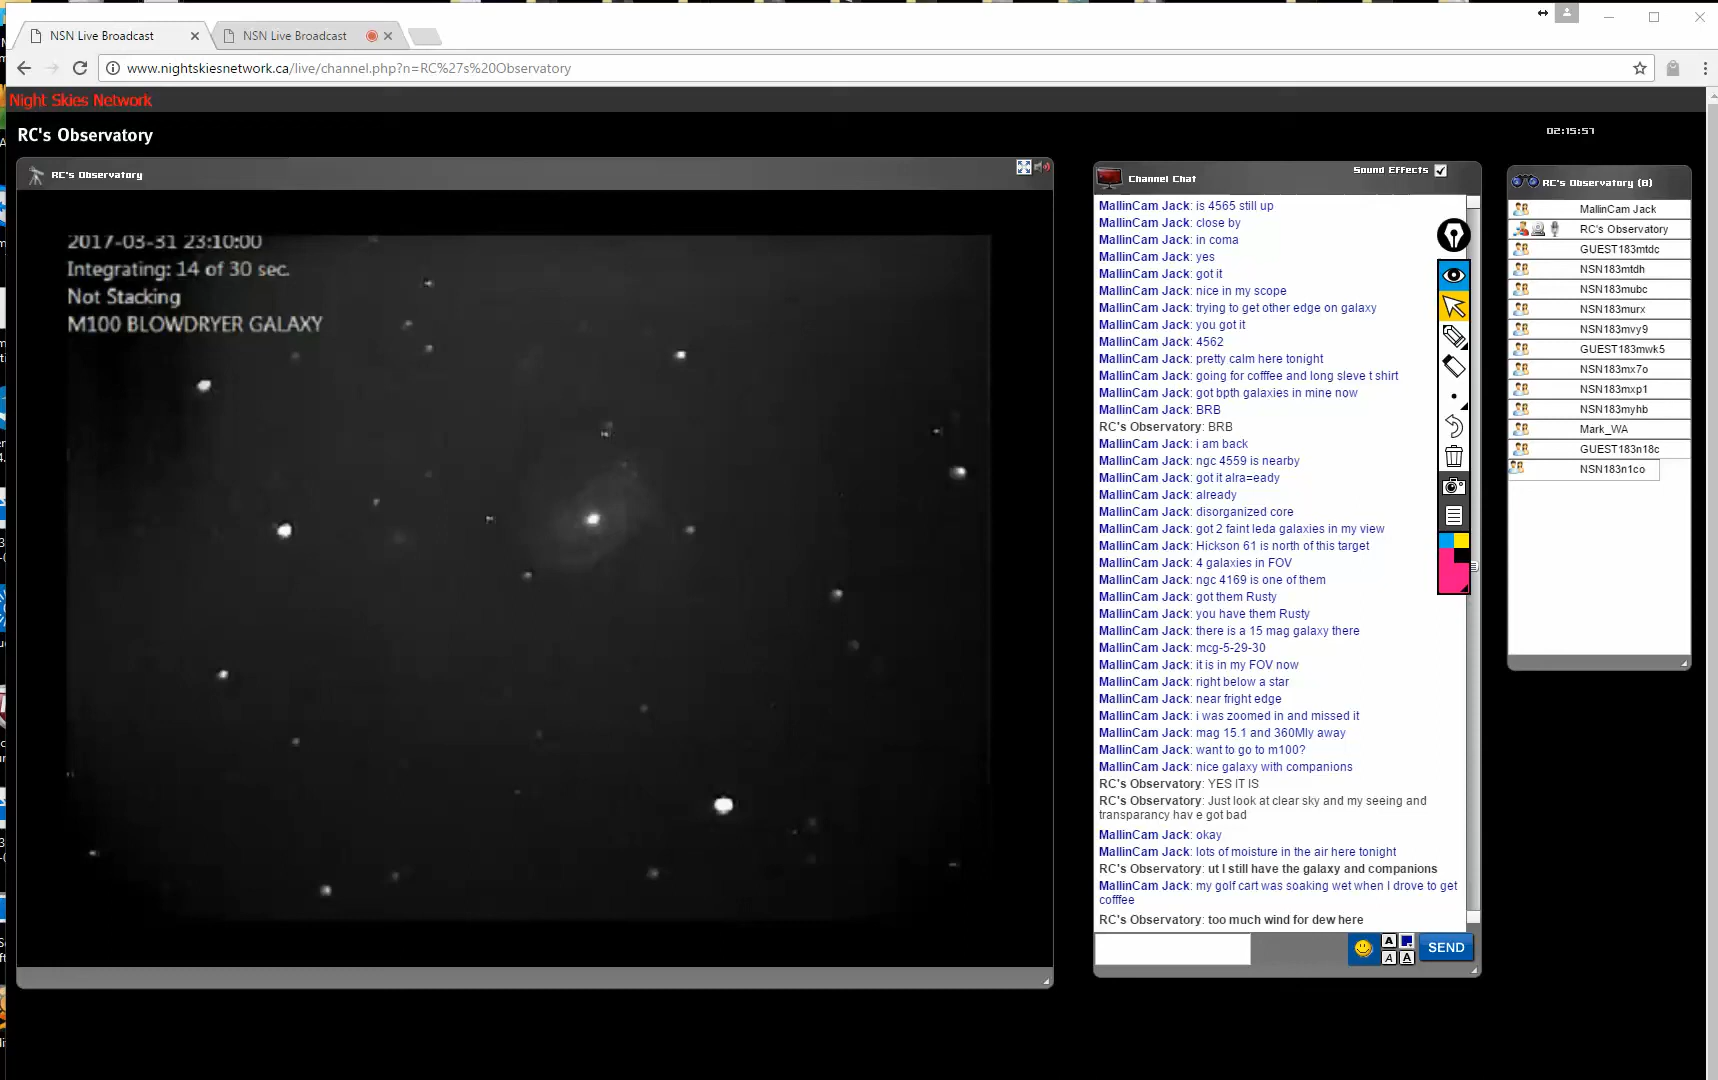 NSN Live Broadcast
NSN Live Broadcast
www.nightskiesnetwork.ca/live/channel.php?n=RC%27s%20Observatory
Night Skies Network
RC's Observatory
02:15:57
RC's Observatory
2017-03-31 23:10:00
Integrating: 14 of 30 sec.
Not Stacking
M100 BLOWDRYER GALAXY
Channel Chat
Sound Effects
MallinCam Jack: is 4565 still up
MallinCam Jack: close by
MallinCam Jack: in coma
MallinCam Jack: yes
MallinCam Jack: got it
MallinCam Jack: nice in my scope
MallinCam Jack: trying to get other edge on galaxy
MallinCam Jack: you got it
MallinCam Jack: 4562
MallinCam Jack: pretty calm here tonight
MallinCam Jack: going for cofffee and long sleve t shirt
MallinCam Jack: got bpth galaxies in mine now
MallinCam Jack: BRB
RC's Observatory: BRB
MallinCam Jack: i am back
MallinCam Jack: ngc 4559 is nearby
MallinCam Jack: got it alra=eady
MallinCam Jack: already
MallinCam Jack: disorganized core
MallinCam Jack: got 2 faint leda galaxies in my view
MallinCam Jack: Hickson 61 is north of this target
MallinCam Jack: 4 galaxies in FOV
MallinCam Jack: ngc 4169 is one of them
MallinCam Jack: got them Rusty
MallinCam Jack: you have them Rusty
MallinCam Jack: there is a 15 mag galaxy there
MallinCam Jack: mcg-5-29-30
MallinCam Jack: it is in my FOV now
MallinCam Jack: right below a star
MallinCam Jack: near fright edge
MallinCam Jack: i was zoomed in and missed it
MallinCam Jack: mag 15.1 and 360Mly away
MallinCam Jack: want to go to m100?
MallinCam Jack: nice galaxy with companions
RC's Observatory: YES IT IS
RC's Observatory: Just look at clear sky and my seeing and
transparancy hav e got bad
MallinCam Jack: okay
MallinCam Jack: lots of moisture in the air here tonight
RC's Observatory: ut I still have the galaxy and companions
MallinCam Jack: my golf cart was soaking wet when I drove to get
cofffee
RC's Observatory: too much wind for dew here
A
A
A
SEND
RC's Observatory (8)
MallinCam Jack
RC's Observatory
GUEST183mtdc
NSN183mtdh
NSN183mubc
NSN183murx
NSN183mvy9
GUEST183mwk5
NSN183mx7o
NSN183mxp1
NSN183myhb
Mark_WA
GUEST183n18c
NSN183n1co